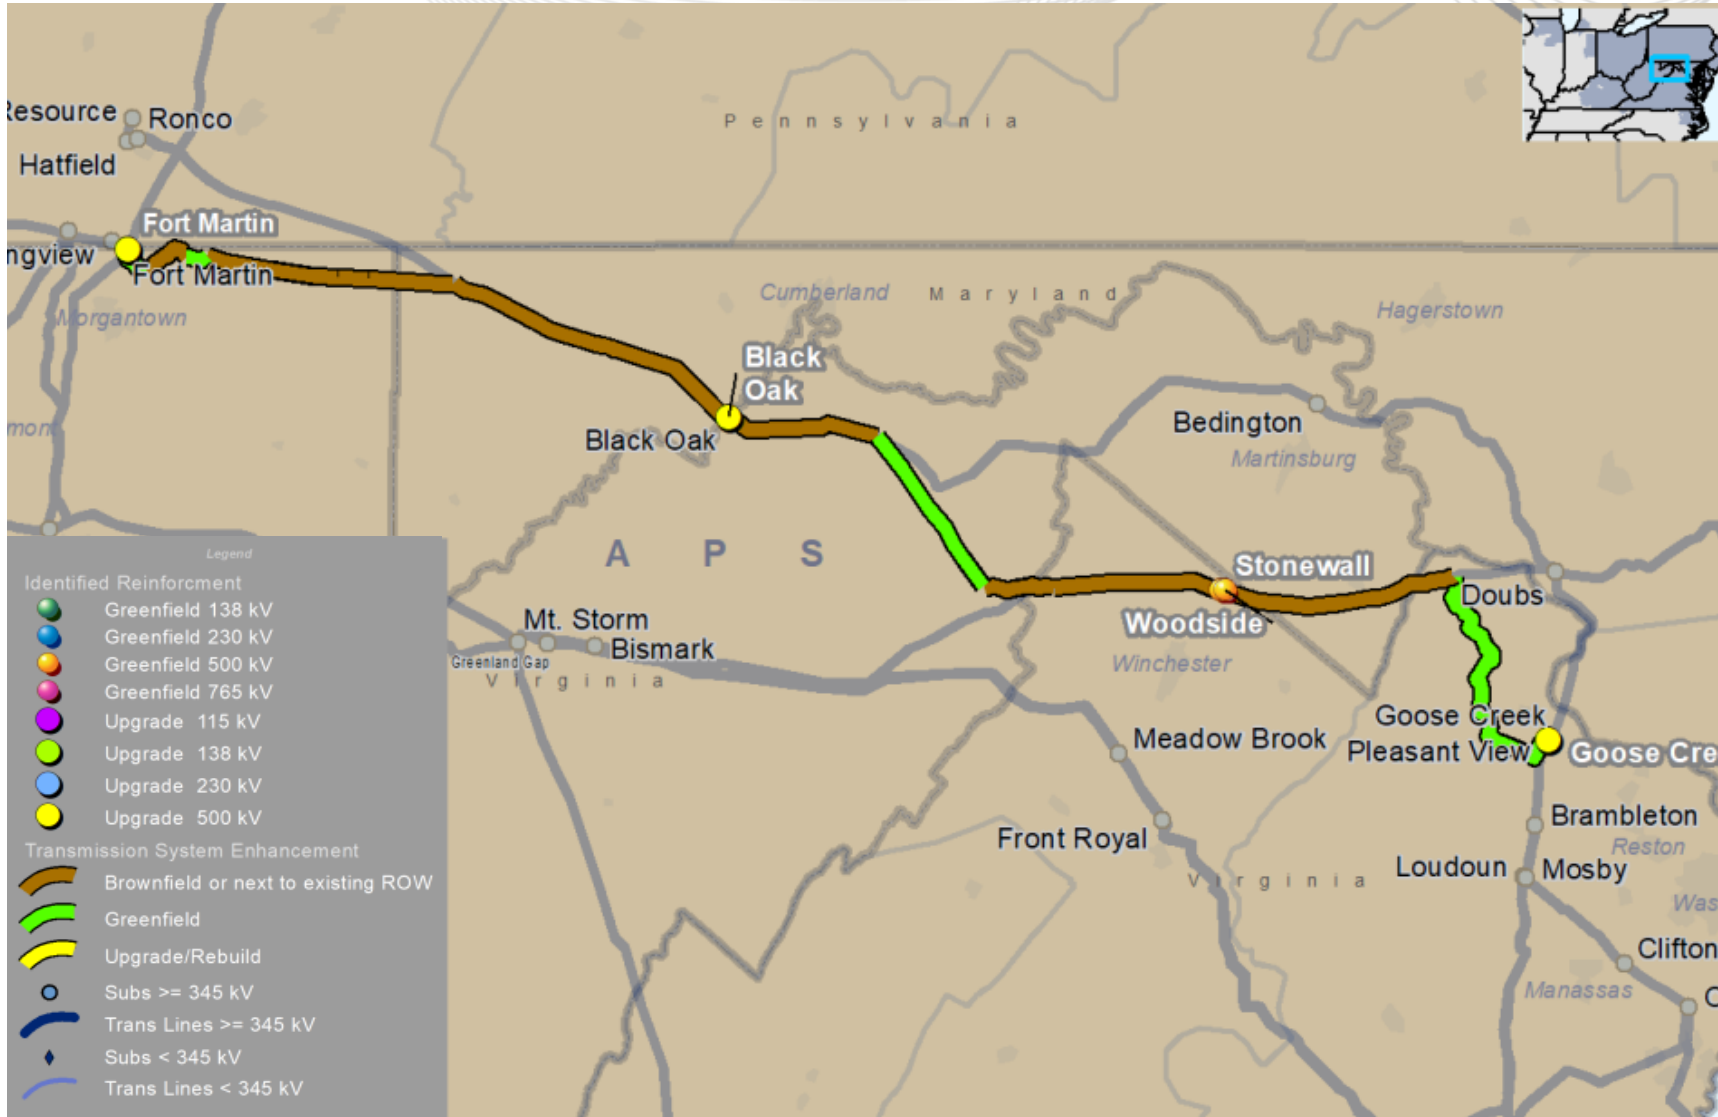 Resource
Ronco
Hatfield
Pennsylvania
Fort Martin
ngview
Fort Martin
Morgantown
Cumberland
Maryland
Hagerstown
Black
Oak
Black Oak
Bedington
Martinsburg
mont
A P S
Stonewall
Doubs
Woodside
Winchester
Mt. Storm
Bismark
Greenland Gap
Virginia
Goose Creek
Pleasant View
Goose Cre
Meadow Brook
Front Royal
Brambleton
Reston
Loudoun
Mosby
Virginia
Was
Clifton
Manassas
C
Legend
Identified Reinforcment
Greenfield 138 kV
Greenfield 230 kV
Greenfield 500 kV
Greenfield 765 kV
Upgrade 115 kV
Upgrade 138 kV
Upgrade 230 kV
Upgrade 500 kV
Transmission System Enhancement
Brownfield or next to existing ROW
Greenfield
Upgrade/Rebuild
Subs >= 345 kV
Trans Lines >= 345 kV
Subs < 345 kV
Trans Lines < 345 kV